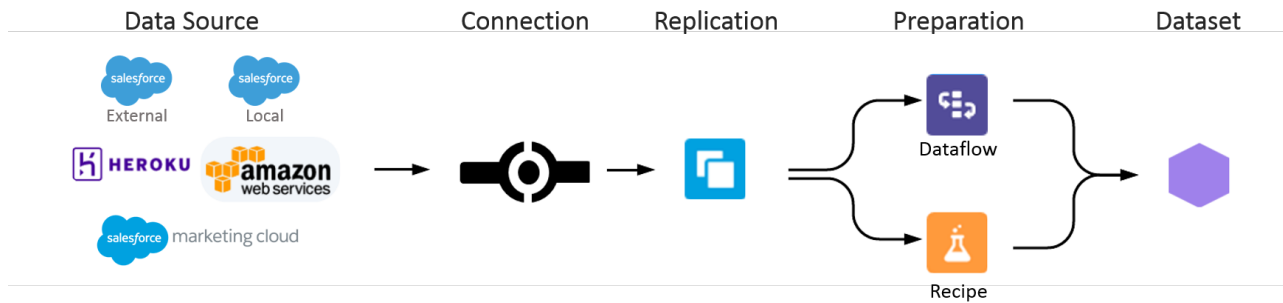 Data Source
Connection
Replication
Preparation
Dataset
salesforce
External
salesforce
Local
HEROKU
amazon
web services
salesforce marketing cloud
Dataflow
Recipe